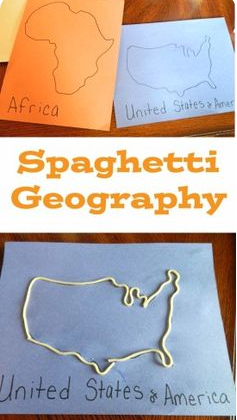 Africa
United States of Amer
Spaghetti
Geography
United States of America